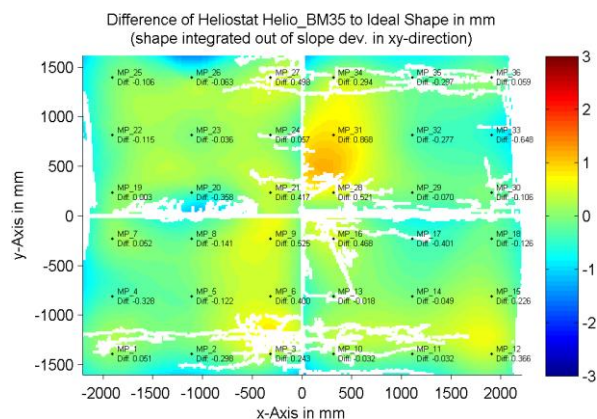 Difference of Heliostat Helio_BM35 to Ideal Shape in mm
(shape integrated out of slope dev. in xy-direction)
1500
1000
500
0
-500
-1000
-1500
y-Axis in mm
MP_25 MP_26 MP_27 MP_34 MP_35 MP_36
Diff. -0.106 Diff. -0.063 Diff. 0.493 Diff. 0.294 Diff. -0.287 Diff. 0.059
MP_22 MP_23 MP_24 MP_31 MP_32 MP_33
Diff. -0.115 Diff. -0.036 Diff. 0.057 Diff. 0.868 Diff. -0.277 Diff. -0.648
MP_19 MP_20 MP_21 MP_28 MP_29 MP_30
Diff. 0.003 Diff. -0.358 Diff. 0.417 Diff. 0.521 Diff. -0.070 Diff. -0.106
MP_7 MP_8 MP_9 MP_16 MP_17 MP_18
Diff. 0.052 Diff. -0.141 Diff. 0.525 Diff. 0.468 Diff. -0.401 Diff. -0.126
MP_4 MP_5 MP_6 MP_13 MP_14 MP_15
Diff. -0.328 Diff. -0.122 Diff. 0.400 Diff. -0.018 Diff. -0.049 Diff. 0.226
MP_1 MP_2 MP_3 MP_10 MP_11 MP_12
Diff. 0.051 Diff. -0.298 Diff. 0.243 Diff. -0.032 Diff. -0.032 Diff. 0.366
-2000 -1500 -1000 -500 0 500 1000 1500 2000
x-Axis in mm
3
2
1
0
-1
-2
-3